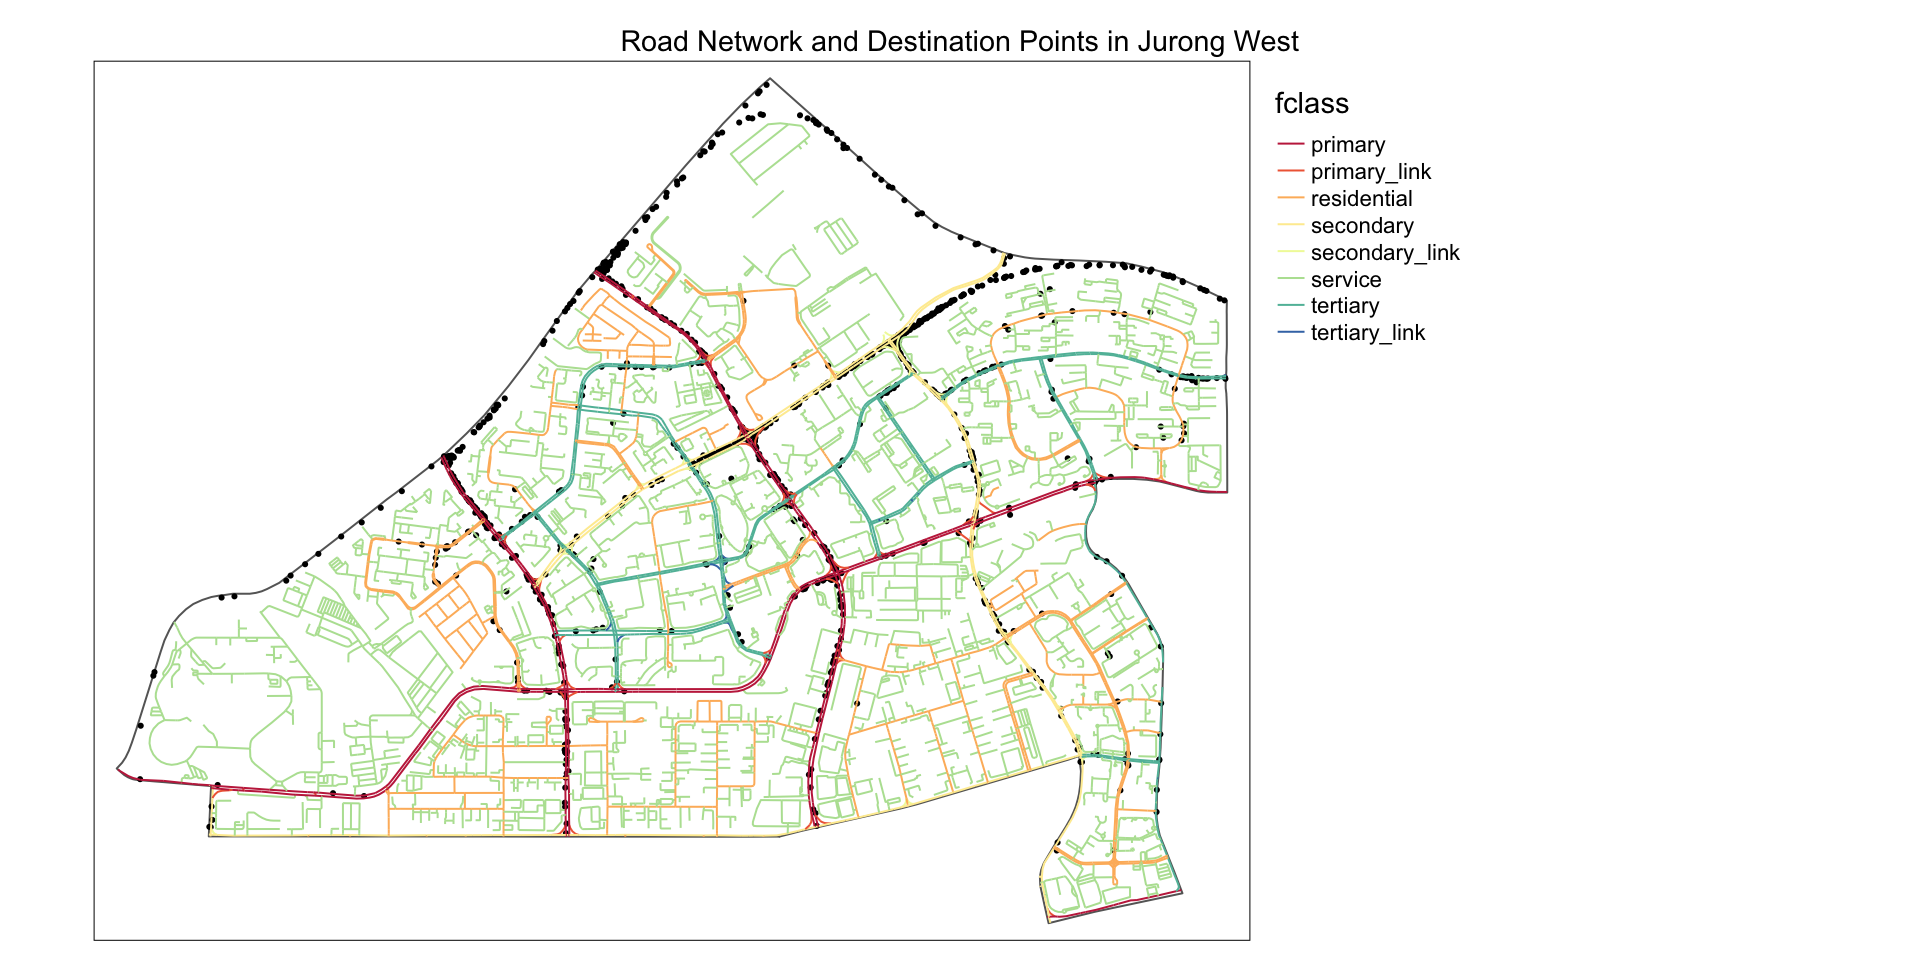 Road Network and Destination Points in Jurong West
fclass
primary
primary_link
residential
secondary
secondary_link
service
tertiary
tertiary_link